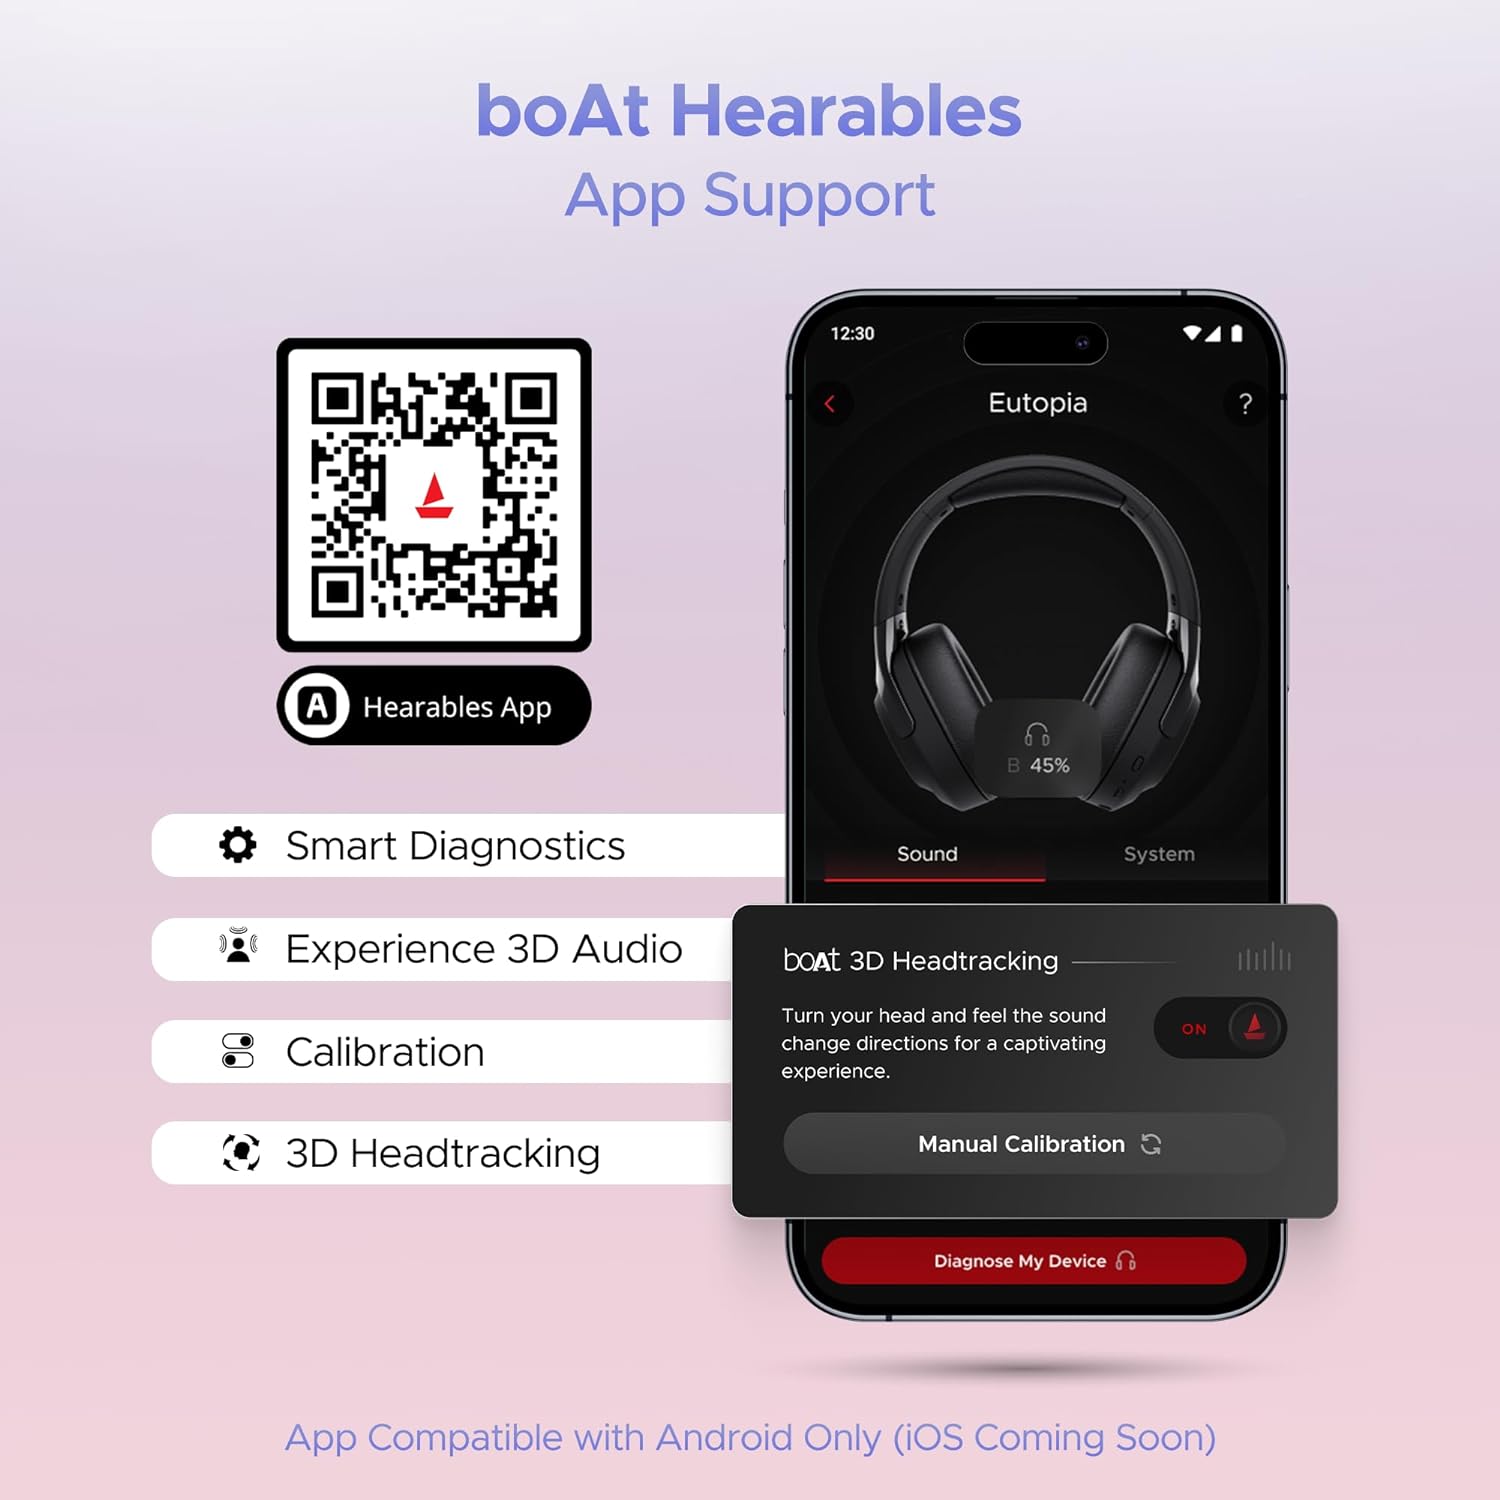 boAt Hearables
App Support
12:30
Eutopia
?
A Hearables App
B 45%
Smart Diagnostics
Experience 3D Audio
Calibration
3D Headtracking
Sound System
boAt 3D Headtracking
Turn your head and feel the sound
change directions for a captivating
experience.
ON
Manual Calibration
Diagnose My Device
App Compatible with Android Only (iOS Coming Soon)